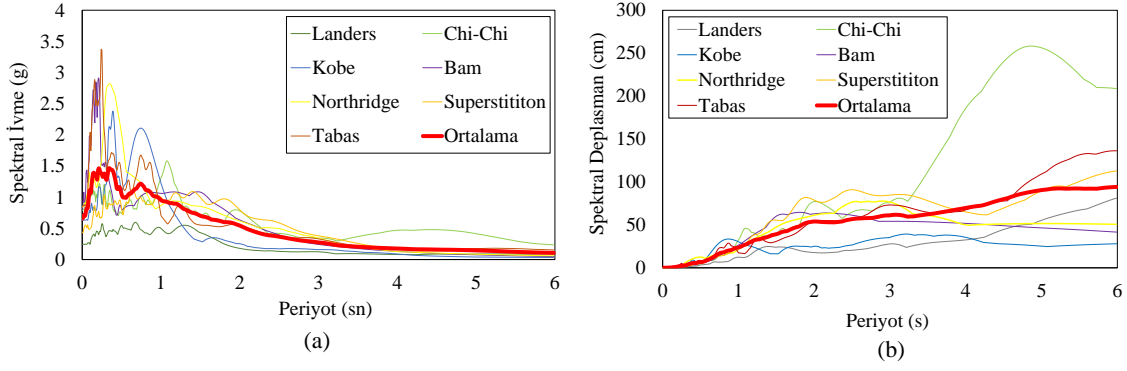 Spektral İvme (g)
4
3.5
3
2.5
2
1.5
1
0.5
0
0 1 2 3 4 5 6
Periyot (sn)
Landers Chi-Chi
Kobe Bam
Northridge Superstititon
Tabas Ortalama
(a)
Spektral Deplasman (cm)
300
250
200
150
100
50
0
0 1 2 3 4 5 6
Periyot (s)
Landers Chi-Chi
Kobe Bam
Northridge Superstititon
Tabas Ortalama
(b)